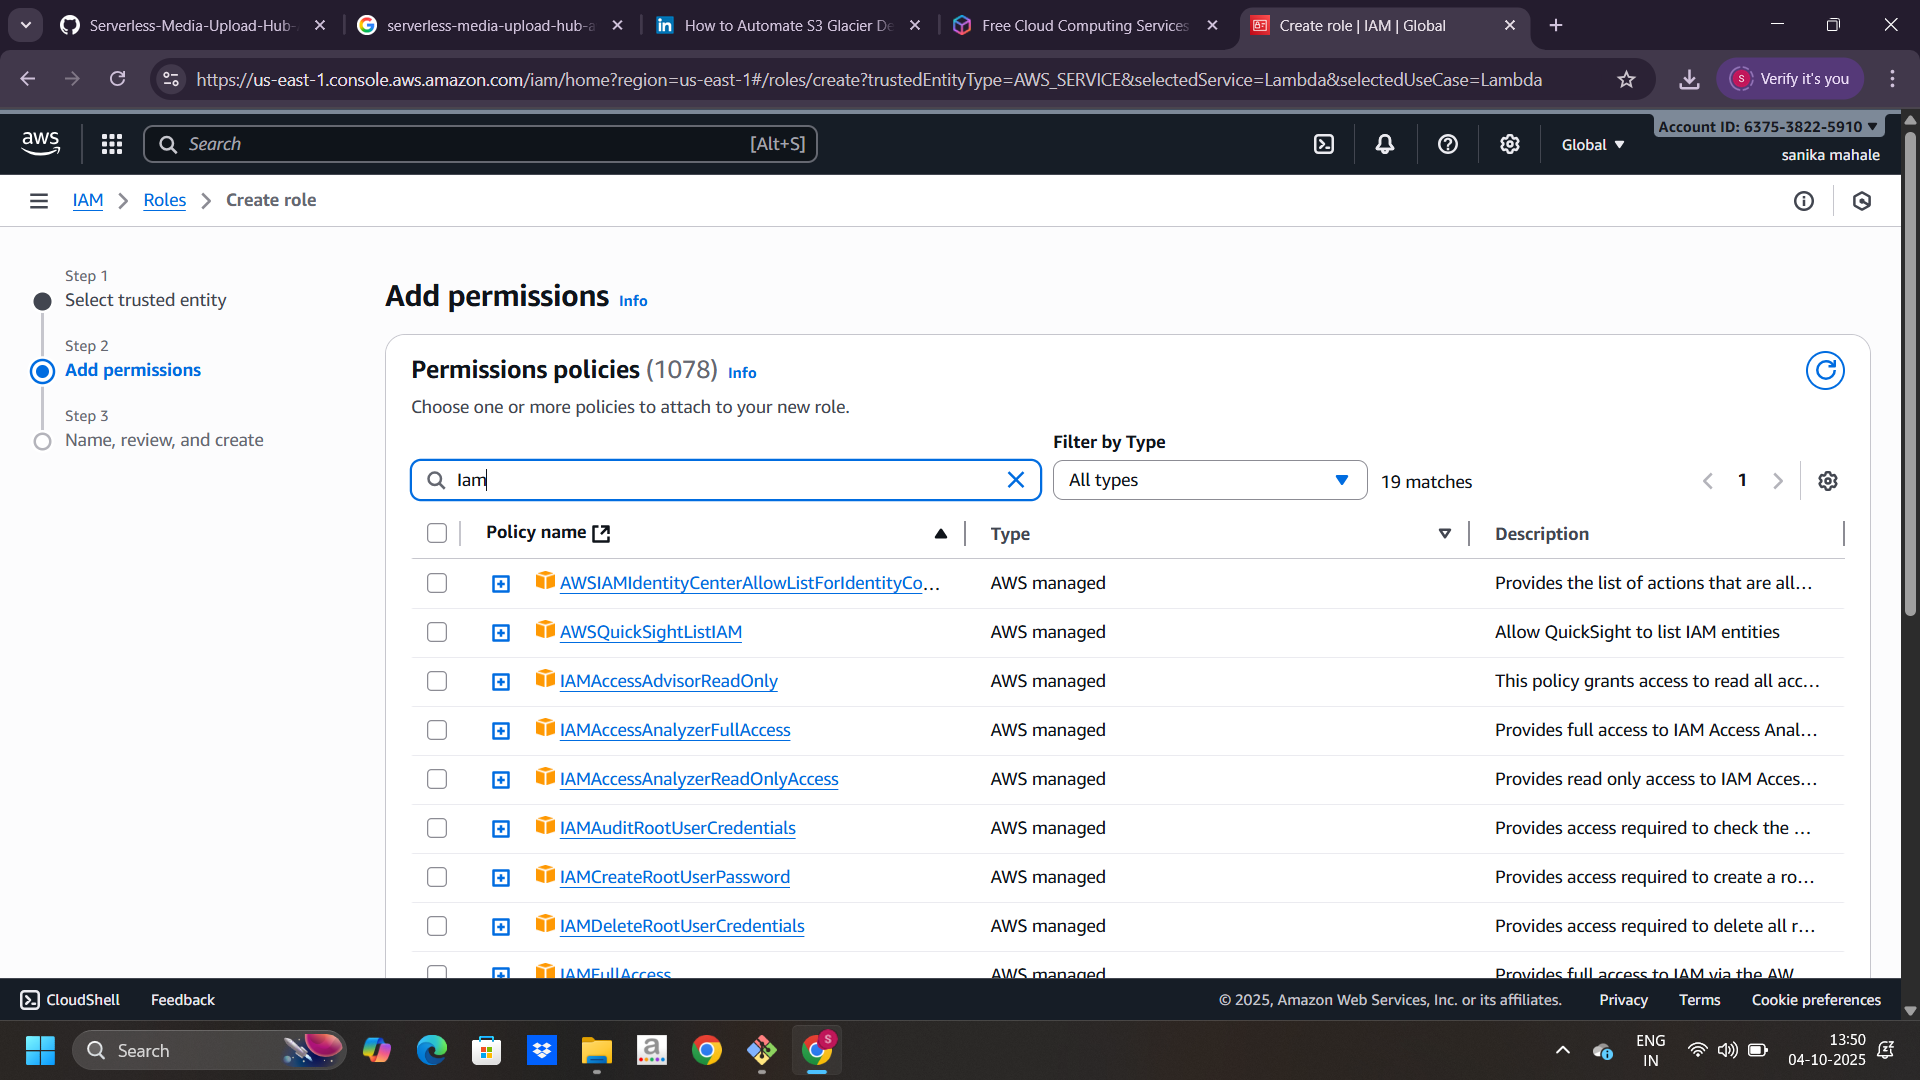 Serverless-Media-Upload-Hub-
serverless-media-upload-hub-a
How to Automate S3 Glacier De
Free Cloud Computing Services
Create role | IAM | Global
https://us-east-1.console.aws.amazon.com/iam/home?region=us-east-1#/roles/create?trustedEntityType=AWS_SERVICE&selectedService=Lambda&selectedUseCase=Lambda
S
Verify it's you
aws
Search
[Alt+S]
Global
Account ID: 6375-3822-5910
sanika mahale
IAM
Roles
Create role
Step 1
Select trusted entity
Step 2
Add permissions
Step 3
Name, review, and create
Add permissions Info
Permissions policies (1078) Info
Choose one or more policies to attach to your new role.
Filter by Type
Iam
All types
19 matches
1
Policy name
Type
Description
AWSIAMIdentityCenterAllowListForIdentityCo...
AWS managed
Provides the list of actions that are all...
AWSQuickSightListIAM
AWS managed
Allow QuickSight to list IAM entities
IAMAccessAdvisorReadOnly
AWS managed
This policy grants access to read all acc...
IAMAccessAnalyzerFullAccess
AWS managed
Provides full access to IAM Access Anal...
IAMAccessAnalyzerReadOnlyAccess
AWS managed
Provides read only access to IAM Acces...
IAMAuditRootUserCredentials
AWS managed
Provides access required to check the ...
IAMCreateRootUserPassword
AWS managed
Provides access required to create a ro...
IAMDeleteRootUserCredentials
AWS managed
Provides access required to delete all r...
IAMFullAccess
AWS managed
Provides full access to IAM via the AW
CloudShell
Feedback
© 2025, Amazon Web Services, Inc. or its affiliates.
Privacy
Terms
Cookie preferences
Search
a
S
ENG
IN
13:50
04-10-2025